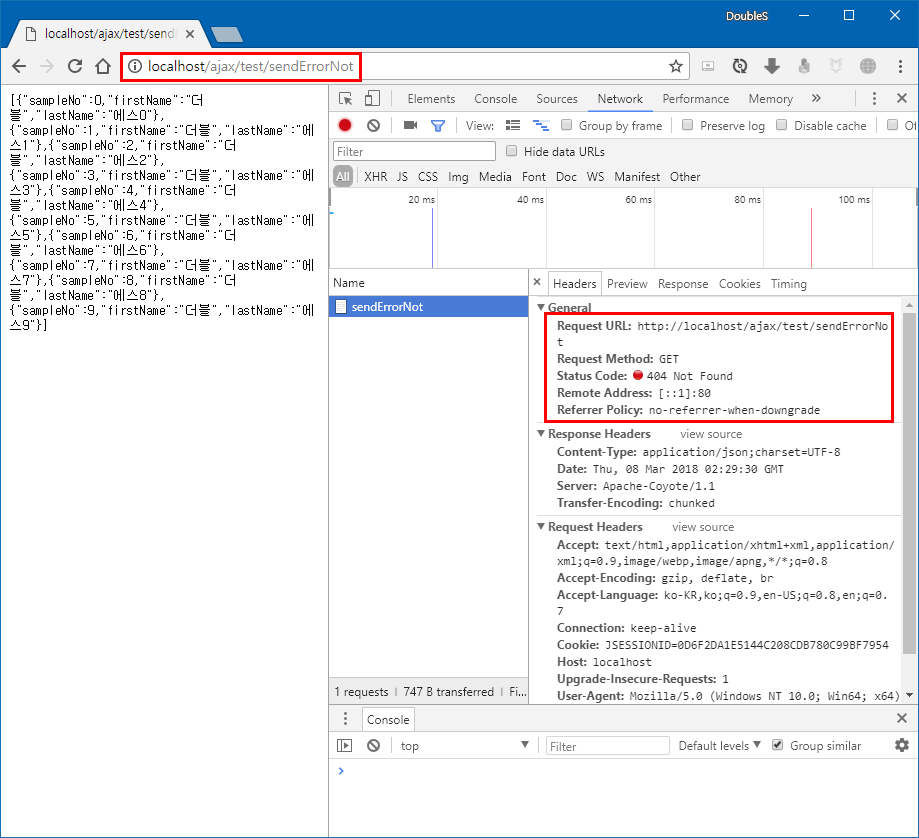 DoubleS
localhost/ajax/test/send
localhost/ajax/test/sendErrorNot
[{"sampleNo":0,"firstName":"더
블","lastName":"에스0"},
{"sampleNo":1,"firstName":"더블","lastName":"에
스1"},{"sampleNo":2,"firstName":"더
블","lastName":"에스2"},
{"sampleNo":3,"firstName":"더블","lastName":"에
스3"},{"sampleNo":4,"firstName":"더
블","lastName":"에스4"},
{"sampleNo":5,"firstName":"더블","lastName":"에
스5"},{"sampleNo":6,"firstName":"더
블","lastName":"에스6"},
{"sampleNo":7,"firstName":"더블","lastName":"에
스7"},{"sampleNo":8,"firstName":"더
블","lastName":"에스8"},
{"sampleNo":9,"firstName":"더블","lastName":"에
스9"}]
Elements Console Sources Network Performance Memory »
View: Group by frame Preserve log Disable cache Of
Filter Hide data URLs
All XHR JS CSS Img Media Font Doc WS Manifest Other
20 ms 40 ms 60 ms 80 ms 100 ms
Name
sendErrorNot
1 requests | 747 B transferred | Fi...
× Headers Preview Response Cookies Timing
General
Request URL: http://localhost/ajax/test/sendErrorNo
t
Request Method: GET
Status Code: 404 Not Found
Remote Address: [::1]:80
Referrer Policy: no-referrer-when-downgrade
Response Headers view source
Content-Type: application/json;charset=UTF-8
Date: Thu, 08 Mar 2018 02:29:30 GMT
Server: Apache-Coyote/1.1
Transfer-Encoding: chunked
Request Headers view source
Accept: text/html,application/xhtml+xml,application/
xml;q=0.9,image/webp,image/apng,*/*;q=0.8
Accept-Encoding: gzip, deflate, br
Accept-Language: ko-KR,ko;q=0.9,en-US;q=0.8,en;q=0.
7
Connection: keep-alive
Cookie: JSESSIONID=0D6F2DA1E5144C208CDB780C99BF7954
Host: localhost
Upgrade-Insecure-Requests: 1
User-Agent: Mozilla/5.0 (Windows NT 10.0; Win64; x64)
Console
top Filter Default levels Group similar